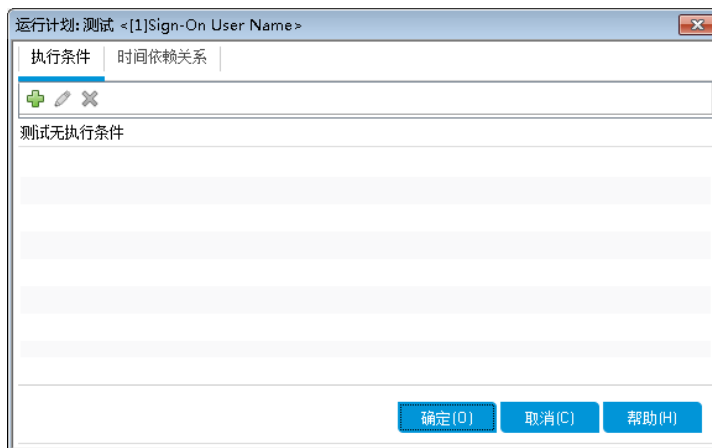 运行计划: 测试 <[1]Sign-On User Name>
执行条件 时间依赖关系
测试无执行条件
确定(O) 取消(C) 帮助(H)